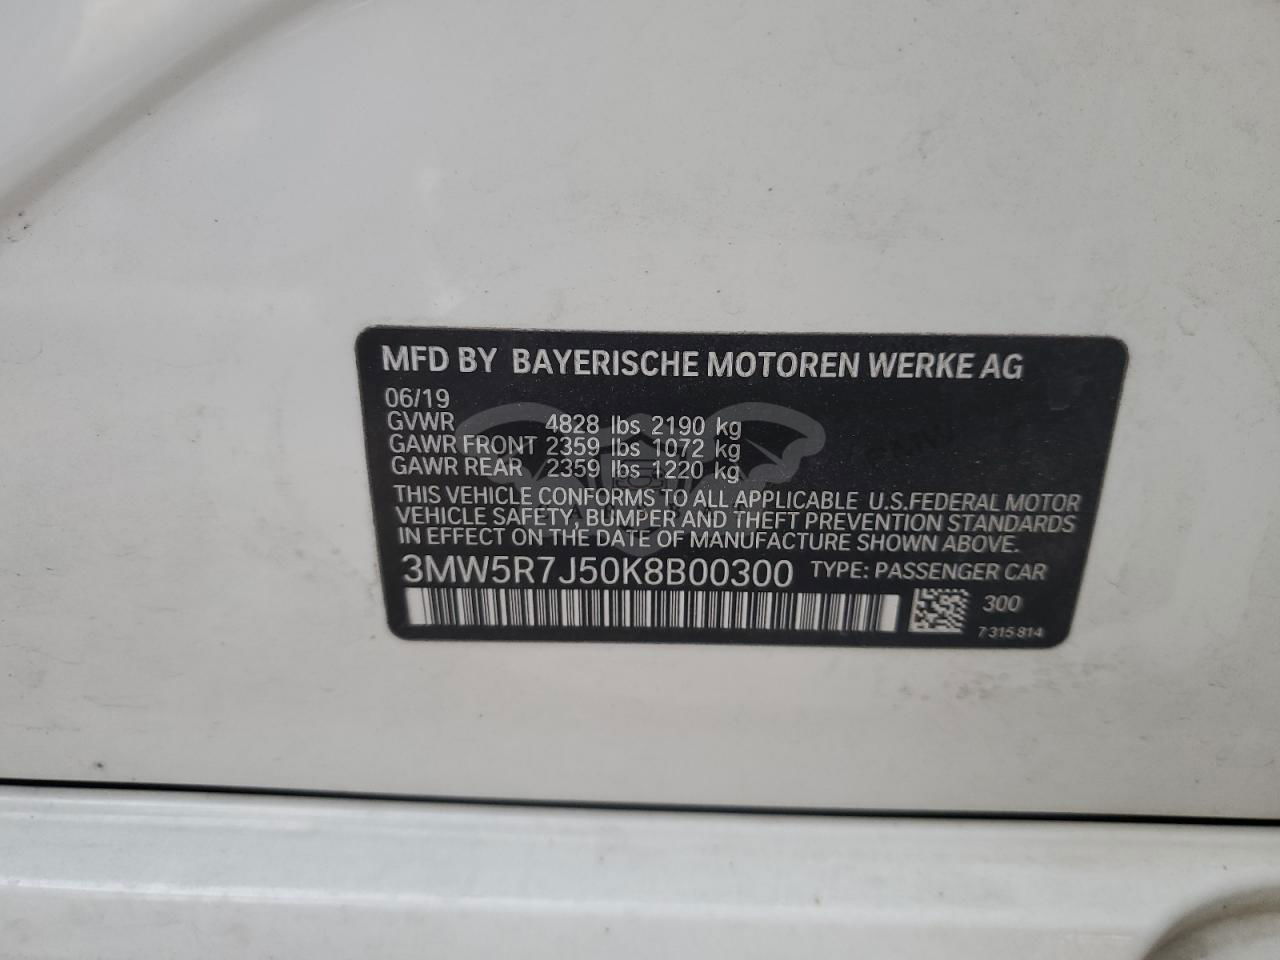 MFD BY BAYERISCHE MOTOREN WERKE AG
06/19
GVWR 4828 lbs 2190 kg
GAWR FRONT 2359 lbs 1072 kg
GAWR REAR 2359 lbs 1220 kg
THIS VEHICLE CONFORMS TO ALL APPLICABLE U.S.FEDERAL MOTOR
VEHICLE SAFETY, BUMPER AND THEFT PREVENTION STANDARDS
IN EFFECT ON THE DATE OF MANUFACTURE SHOWN ABOVE.
3MW5R7J50K8B00300 TYPE: PASSENGER CAR
300
7 315 814